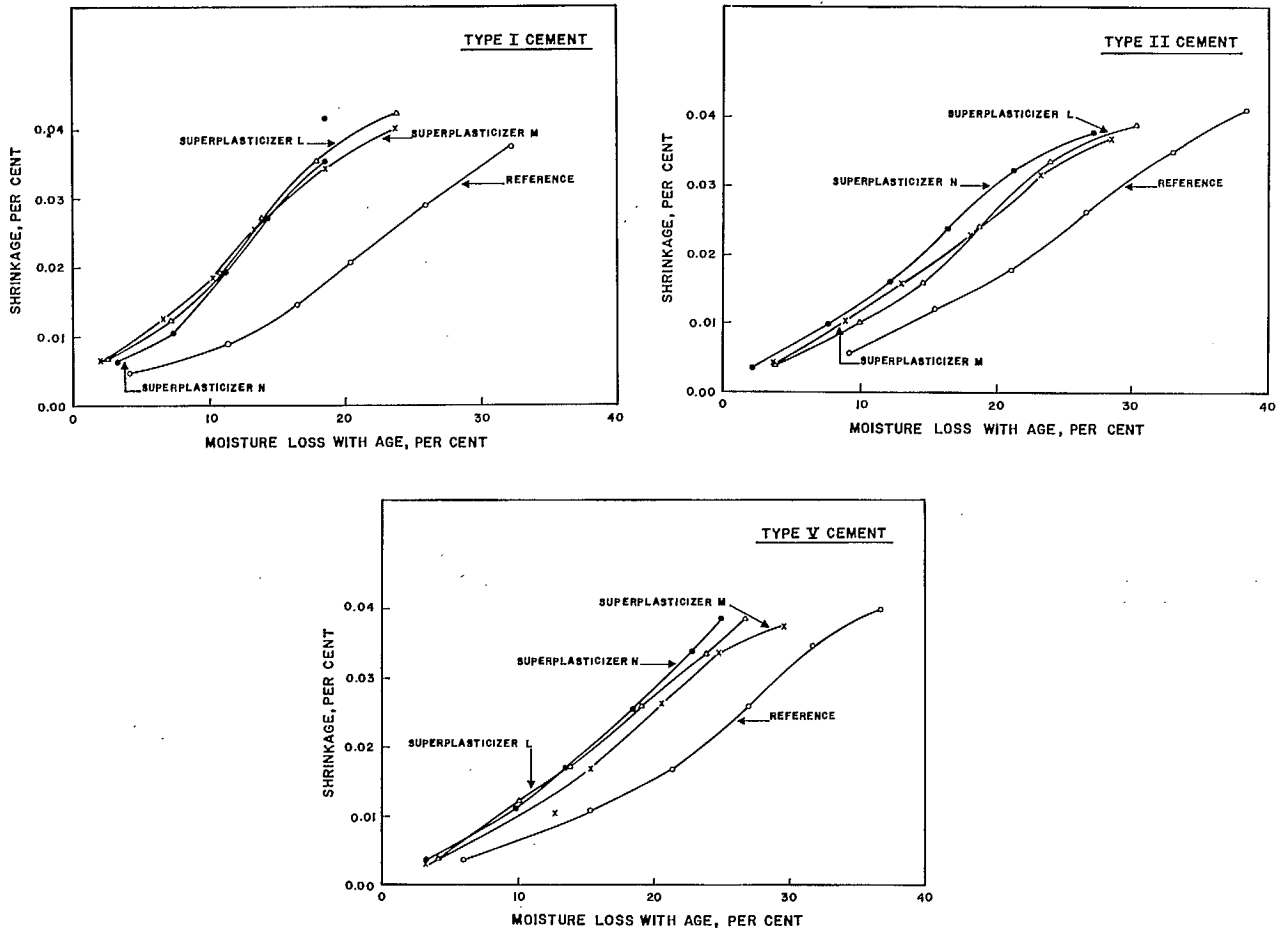 TYPE I CEMENT
SHRINKAGE, PER CENT
0.04
0.03
0.02
0.01
0.00
SUPERPLASTICIZER L
SUPERPLASTICIZER M
REFERENCE
SUPERPLASTICIZER N
0
10
20
30
40
MOISTURE LOSS WITH AGE, PER CENT
TYPE II CEMENT
SHRINKAGE, PER CENT
0.04
0.03
0.02
0.01
0.00
SUPERPLASTICIZER L
SUPERPLASTICIZER N
REFERENCE
SUPERPLASTICIZER M
0
10
20
30
40
MOISTURE LOSS WITH AGE, PER CENT
TYPE V CEMENT
SHRINKAGE, PER CENT
0.04
0.03
0.02
0.01
0.00
SUPERPLASTICIZER M
SUPERPLASTICIZER N
REFERENCE
SUPERPLASTICIZER L
0
10
20
30
40
MOISTURE LOSS WITH AGE, PER CENT